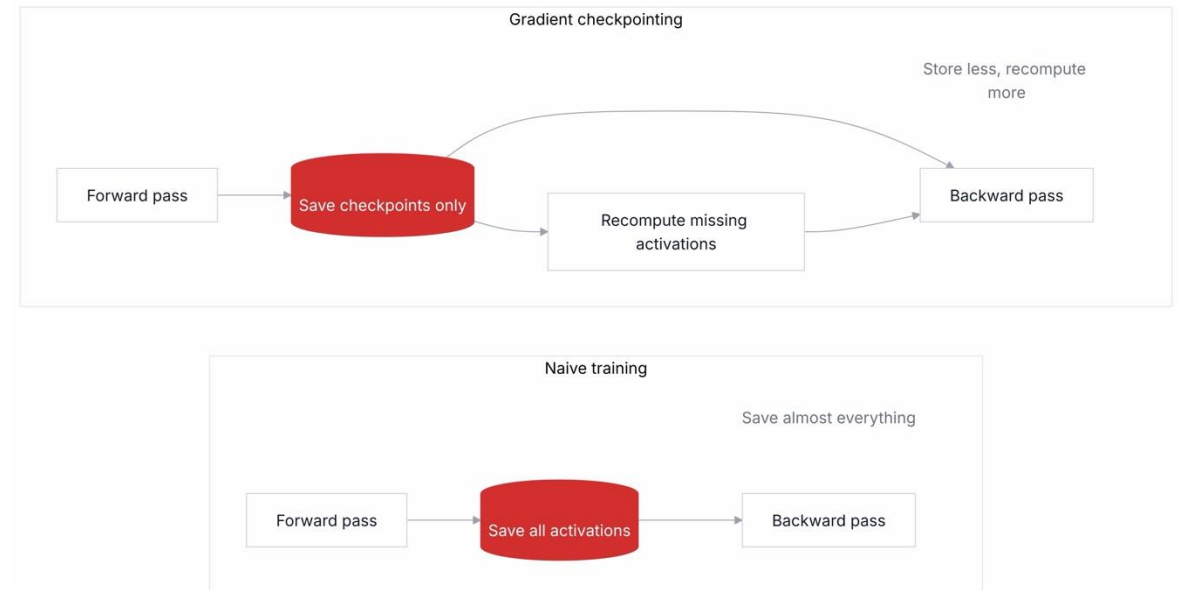 Gradient checkpointing
Store less, recompute
more
Forward pass
Save checkpoints only
Recompute missing
activations
Backward pass
Naive training
Save almost everything
Forward pass
Save all activations
Backward pass